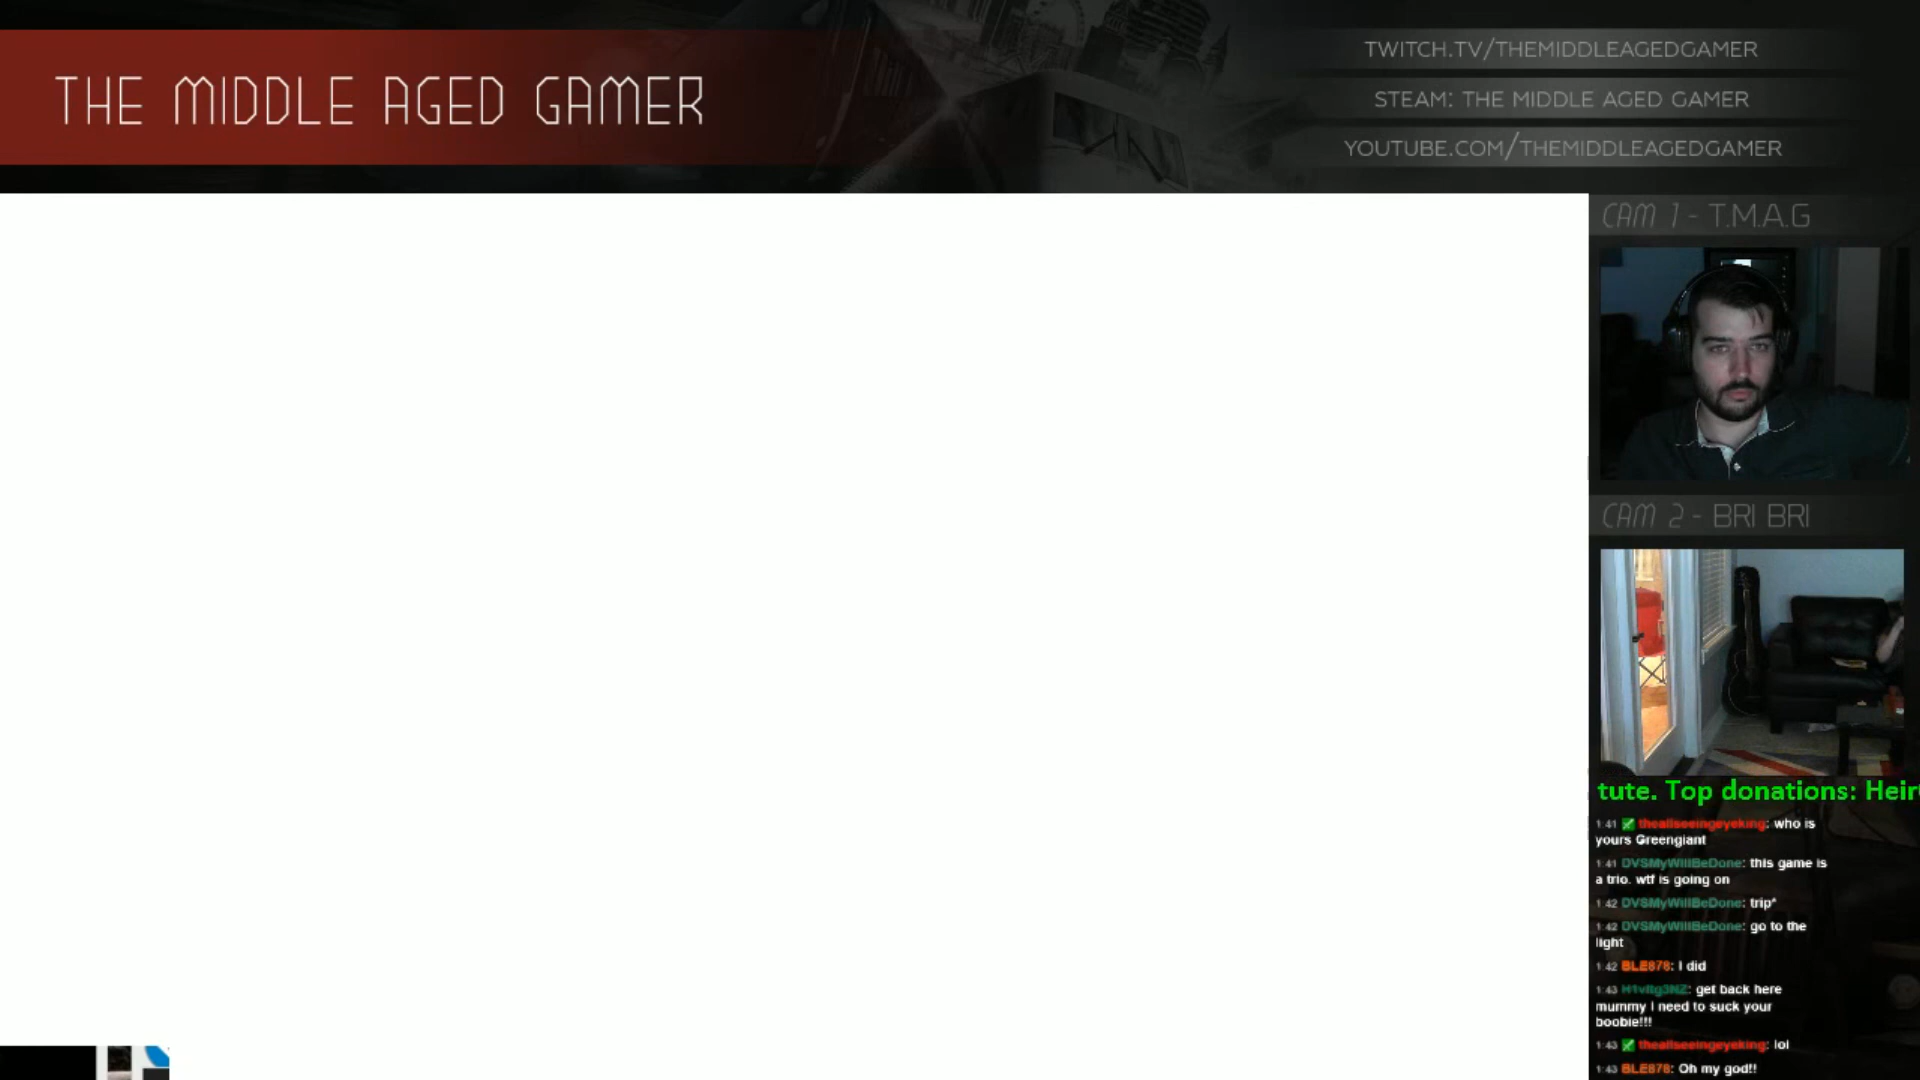 THE MIDDLE AGED GAMER
TWITCH.TV/THEMIDDLEAGEDGAMER
STEAM: THE MIDDLE AGED GAMER
YOUTUBE.COM/THEMIDDLEAGEDGAMER
CAM 1 - T.M.A.G
CAM 2 - BRI BRI
tute. Top donations: Heir
1:41 theallseeingeyeking: who is
yours Greengiant
1:41 DVSMyWillBeDone: this game is
a trio. wtf is going on
1:42 DVSMyWillBeDone: trip*
1:42 DVSMyWillBeDone: go to the
light
1:42 BLE878: I did
1:43 H1vltg3NZ: get back here
mummy I need to suck your
boobie!!!
1:43 theallseeingeyeking: lol
1:43 BLE878: Oh my god!!